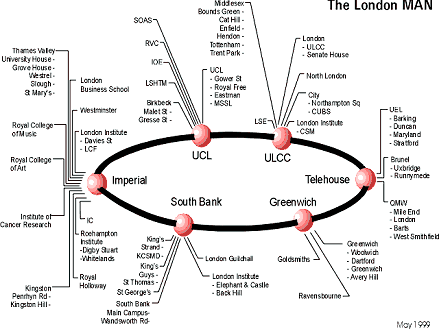 The London MAN
Middlesex
Bounds Green -
Cat Hill -
Enfield -
Hendon -
Tottenham -
Trent Park -
SOAS
RVC
IOE
LSHTM
Birkbeck
Malet St -
Gresse St -
UCL
- Gower St
- Royal Free
- Eastman
- MSSL
London
- ULCC
- Senate House
North London
City
- Northampton Sq
- CUBS
LSE
London Institute
- CSM
Thames Valley
University House -
Grove House -
Westrel -
Slough -
St Mary's -
London
Business School
Westminster
London Institute
- Davies St
- LCF
Royal College
of Music
Royal College
of Art
Institute of
Cancer Research
IC
Roehampton
Institute
-Digby Stuart
-Whitelands
Royal
Holloway
Kingston
Penrhyn Rd -
Kingston Hill -
UCL
ULCC
Imperial
Telehouse
South Bank
Greenwich
UEL
- Barking
- Duncan
- Maryland
- Stratford
Brunel
- Uxbridge
- Runnymede
QMW
- Mile End
- London
- Barts
- West Smithfield
King's
Strand -
KCSMD -
King's
Guys -
St Thomas -
St George's -
South Bank
Main Campus-
Wandsworth Rd-
London Guildhall
London Institute
- Elephant & Castle
- Back Hill
Goldsmiths
Ravensbourne
Greenwich
- Woolwich
- Dartford
- Greenwich
- Avery Hill
May 1999